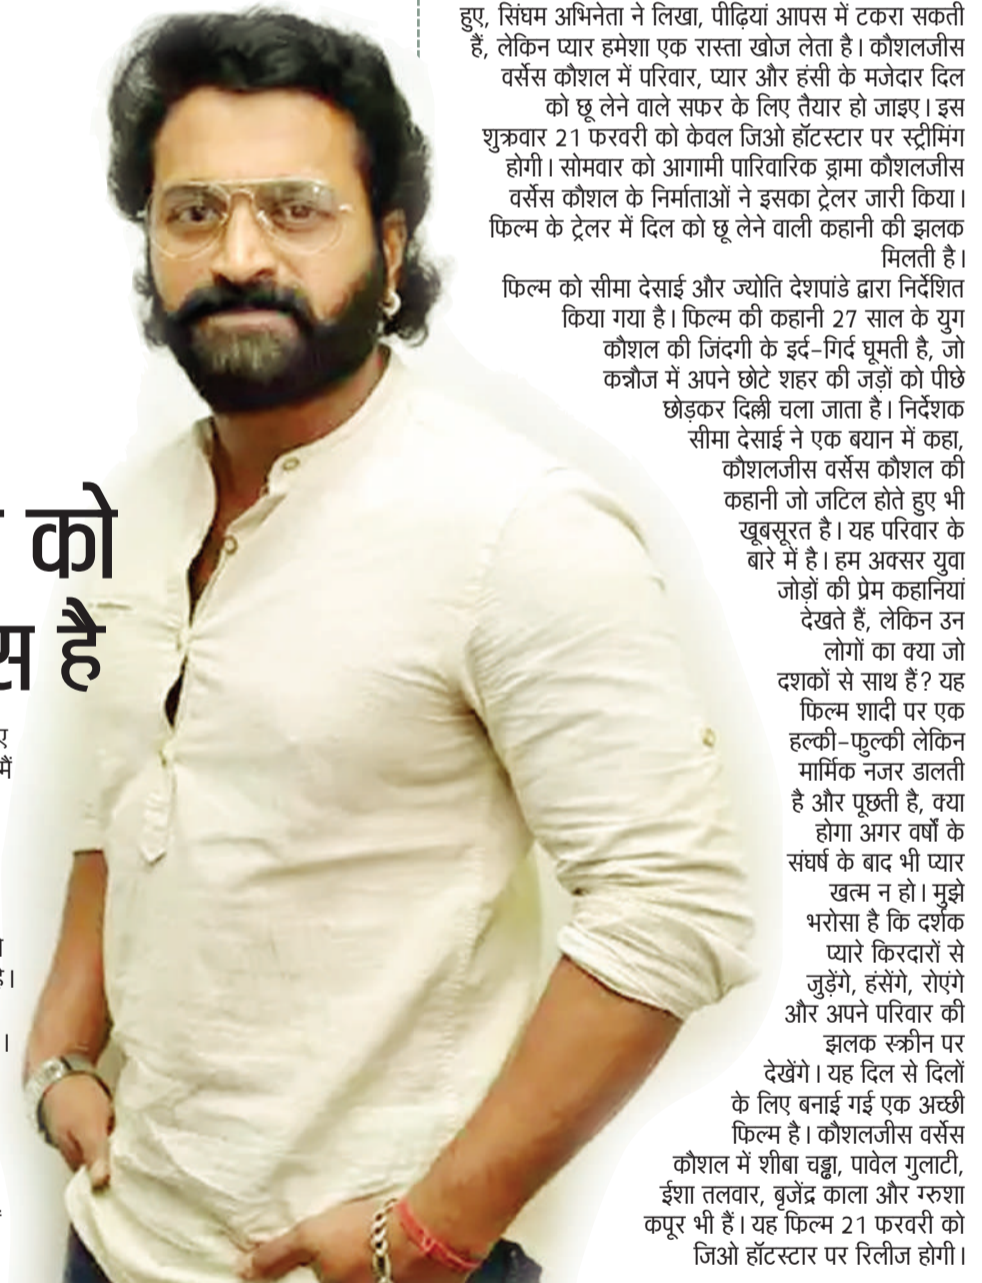 को
है
में
है।
।
हुए, सिंघम अभिनेता ने लिखा, पीढ़ियां आपस में टकरा सकती
हैं, लेकिन प्यार हमेशा एक रास्ता खोज लेता है। कौशलजीस
वर्सेस कौशल में परिवार, प्यार और हंसी के मजेदार दिल
को छू लेने वाले सफर के लिए तैयार हो जाइए। इस
शुक्रवार 21 फरवरी को केवल जिओ हॉटस्टार पर स्ट्रीमिंग
होगी। सोमवार को आगामी पारिवारिक ड्रामा कौशलजीस
वर्सेस कौशल के निर्माताओं ने इसका ट्रेलर जारी किया।
फिल्म के ट्रेलर में दिल को छू लेने वाली कहानी की झलक
मिलती है।
फिल्म को सीमा देसाई और ज्योति देशपांडे द्वारा निर्देशित
किया गया है। फिल्म की कहानी 27 साल के युग
कौशल की जिंदगी के इर्द-गिर्द घूमती है, जो
कन्नौज में अपने छोटे शहर की जड़ों को पीछे
छोड़कर दिल्ली चला जाता है। निर्देशक
सीमा देसाई ने एक बयान में कहा,
कौशलजीस वर्सेस कौशल की
कहानी जो जटिल होते हुए भी
खूबसूरत है। यह परिवार के
बारे में है। हम अक्सर युवा
जोड़ों की प्रेम कहानियां
देखते हैं, लेकिन उन
लोगों का क्या जो
दशकों से साथ हैं? यह
फिल्म शादी पर एक
हल्की-फुल्की लेकिन
मार्मिक नजर डालती
है और पूछती है, क्या
होगा अगर वर्षों के
संघर्ष के बाद भी प्यार
खत्म न हो। मुझे
भरोसा है कि दर्शक
प्यारे किरदारों से
जुड़ेंगे, हंसेंगे, रोएंगे
और अपने परिवार की
झलक स्क्रीन पर
देखेंगे। यह दिल से दिलों
के लिए बनाई गई एक अच्छी
फिल्म है। कौशलजीस वर्सेस
कौशल में शीबा चड्ढा, पावेल गुलाटी,
ईशा तलवार, बृजेंद्र काला और ग्रुशा
कपूर भी हैं। यह फिल्म 21 फरवरी को
जिओ हॉटस्टार पर रिलीज होगी।